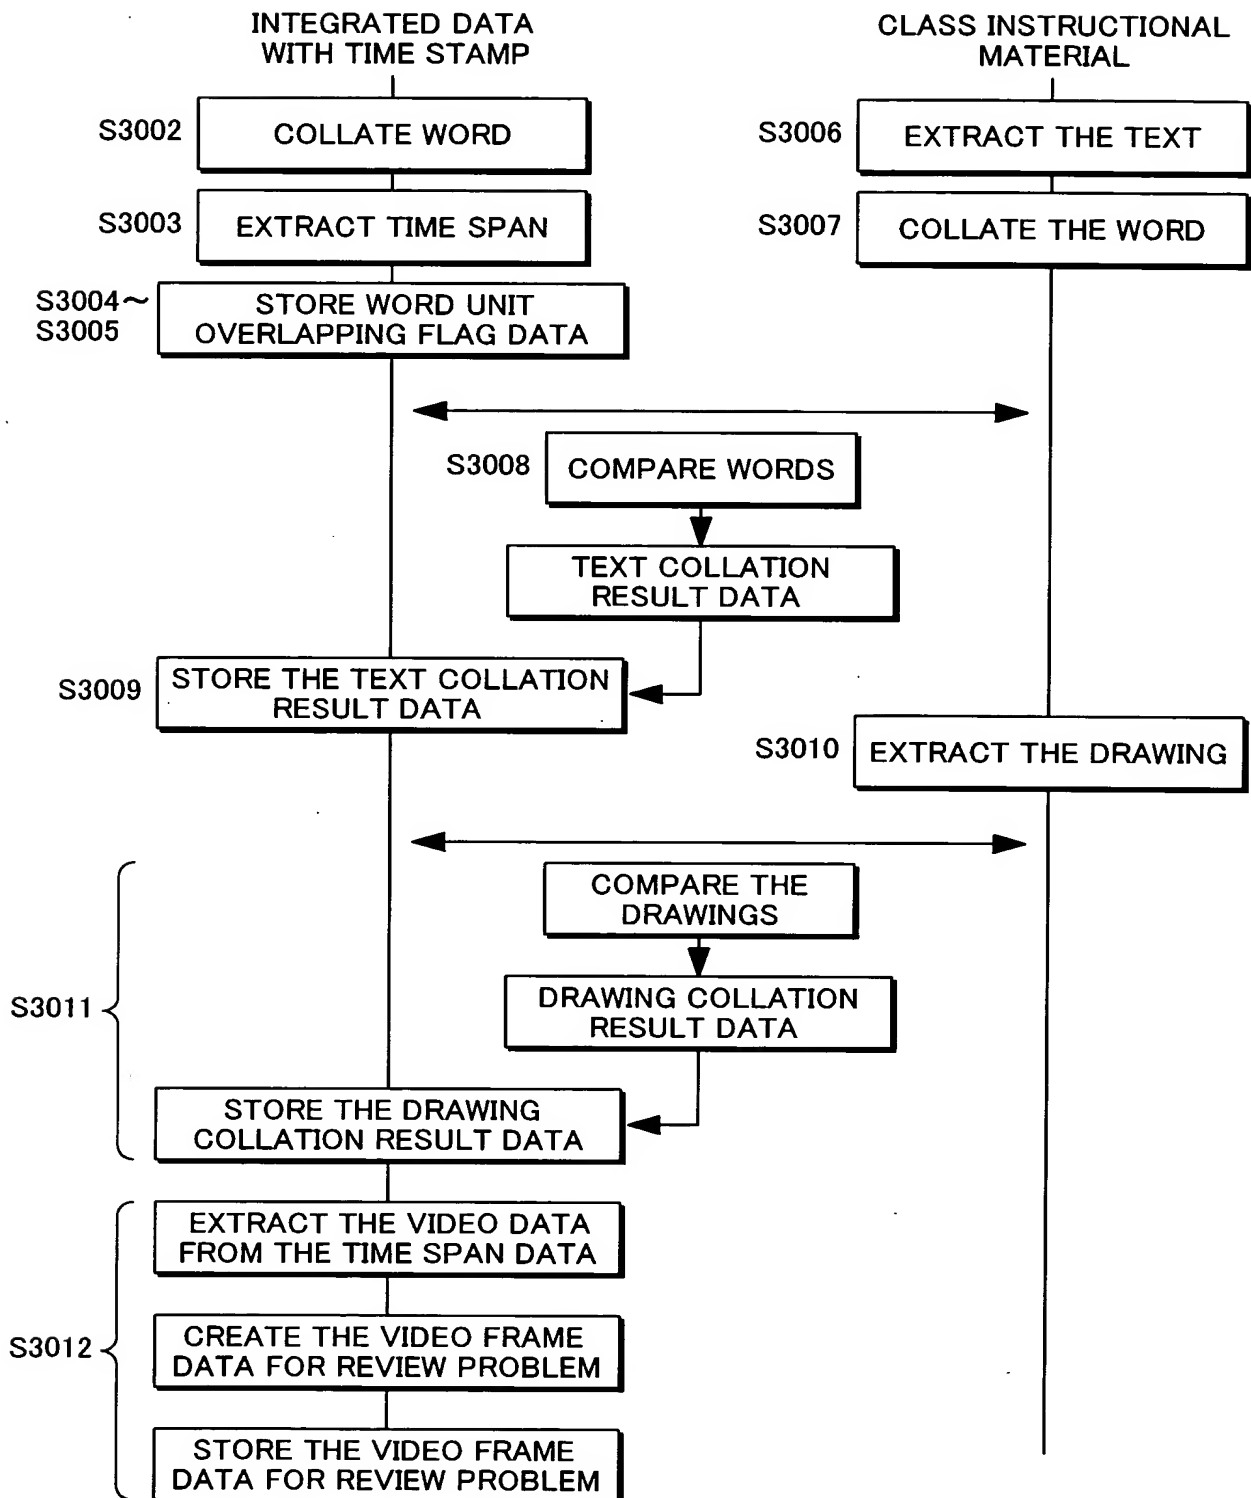 INTEGRATED DATA
WITH TIME STAMP
CLASS INSTRUCTIONAL
MATERIAL
S3002
COLLATE WORD
S3006
EXTRACT THE TEXT
S3003
EXTRACT TIME SPAN
S3007
COLLATE THE WORD
S3004～
S3005
STORE WORD UNIT
OVERLAPPING FLAG DATA
S3008
COMPARE WORDS
TEXT COLLATION
RESULT DATA
S3009
STORE THE TEXT COLLATION
RESULT DATA
S3010
EXTRACT THE DRAWING
S3011
COMPARE THE
DRAWINGS
DRAWING COLLATION
RESULT DATA
STORE THE DRAWING
COLLATION RESULT DATA
S3012
EXTRACT THE VIDEO DATA
FROM THE TIME SPAN DATA
CREATE THE VIDEO FRAME
DATA FOR REVIEW PROBLEM
STORE THE VIDEO FRAME
DATA FOR REVIEW PROBLEM